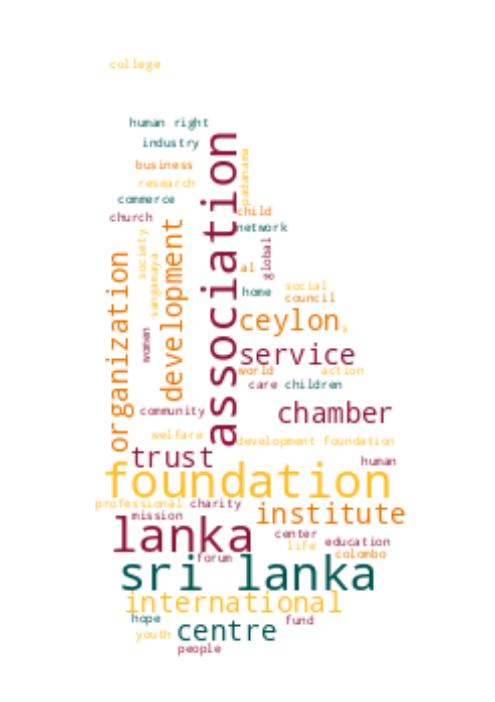 college
human right
industry
association
business
padanama
research
commerce
child
church
network
development
society
global
organization
sangamaya
al
social
home
council
ceylon
s
women
service
world
action
care
children
community
chamber
welfare
development foundation
trust
human
foundation
professional
charity
institute
mission
lanka
center
education
life
colombo
forum
sri lanka
international
hope
fund
youth
centre
people